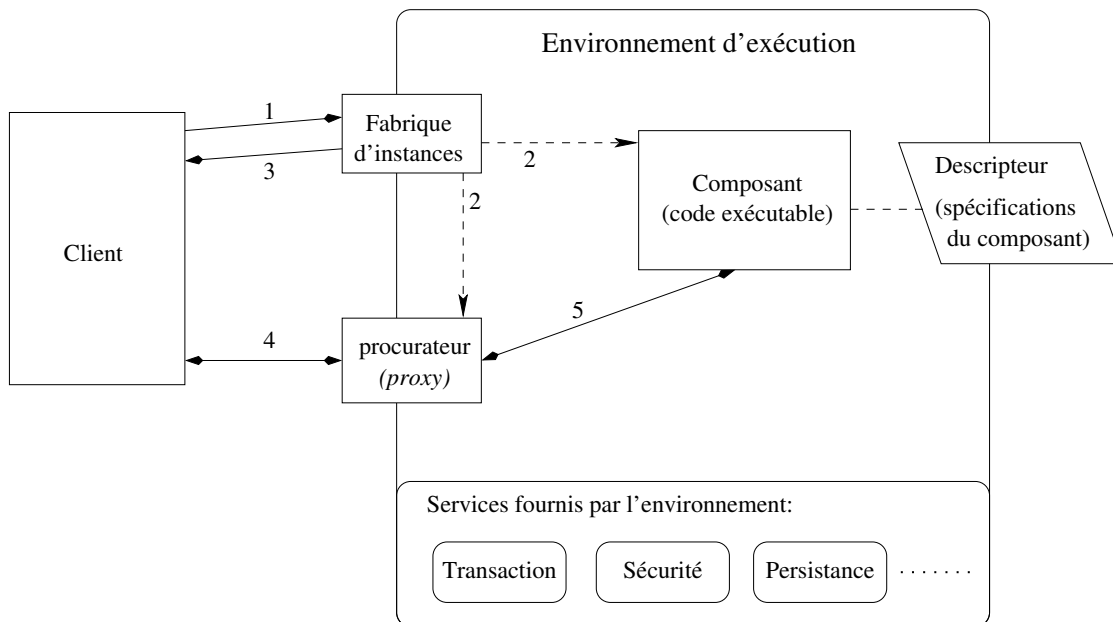 Environnement d'exécution
1
Fabrique
d'instances
3
2
2
Client
Composant
(code exécutable)
Descripteur
(spécifications
du composant)
4
procurateur
(proxy)
5
Services fournis par l'environnement:
Transaction
Sécurité
Persistance
.......